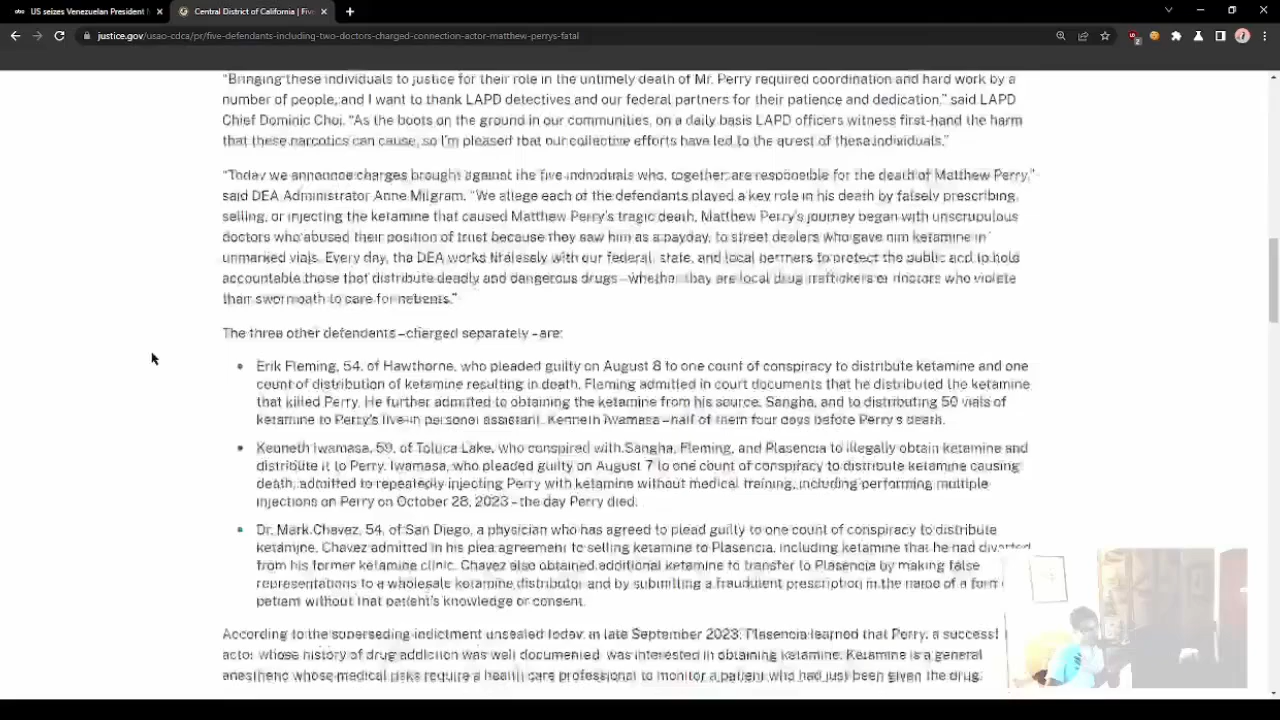 US seizes Venezuelan President
Central District of California | Fiv
justice.gov/usao-cdca/pr/five-defendants-including-two-doctors-charged-connection-actor-matthew-perrys-fatal
"Bringing these individuals to justice for their role in the untimely death of Mr. Perry required coordination and hard work by a
number of people, and I want to thank LAPD detectives and our federal partners for their patience and dedication," said LAPD
Chief Dominic Choi. "As the boots on the ground in our communities, on a daily basis LAPD officers witness first-hand the harm
that these narcotics can cause, so I'm pleased that our collective efforts have led to the of these individuals."
"Today we announce charges brought against the five individuals who, together, are responsible for the death of Matthew Perry,"
said DEA Administrator Anne Milgram. "We allege each of the defendants played a key role in his death by falsely prescribing,
selling, or injecting the ketamine that caused Matthew Perry's tragic death. Matthew Perry's journey began with unscrupulous
doctors who abused their position of trust because they saw him as a payday, to street dealers who gave him ketamine in
unmarked vials. Every day, the DEA works tirelessly with our federal, state, and local to protect the public and to hold
accountable those that distribute deadly and dangerous drugs – whether they are local drug traffickers or doctors who violate
their sworn oath to care for patients."
The three other defendants – charged separately – are:
Erik Fleming, 54, of Hawthorne, who pleaded guilty on August 8 to one count of conspiracy to distribute ketamine and one
count of distribution of ketamine resulting in death. Fleming admitted in court documents that he distributed the ketamine
that killed Perry. He further admitted to obtaining the ketamine from his source, Sangha, and to distributing 50 vials of
ketamine to Perry's live-in personal assistant, Kenneth Iwamasa – half of them four days before Perry's death.
Kenneth Iwamasa, 59, of Toluca Lake, who conspired with Sangha, Fleming, and Plasencia to illegally obtain ketamine and
distribute it to Perry. Iwamasa, who pleaded guilty on August 7 to one count of conspiracy to distribute ketamine causing
death, admitted to repeatedly injecting Perry with ketamine without medical training, including performing multiple
injections on Perry on October 28, 2023 – the day Perry died.
Dr. Mark Chavez, 54, of San Diego, a physician who has agreed to plead guilty to one count of conspiracy to distribute
ketamine. Chavez admitted in his plea agreement to selling ketamine to Plasencia, including ketamine that he had diverted
from his former ketamine clinic. Chavez also obtained additional ketamine to transfer to Plasencia by making false
representations to a wholesale ketamine distributor and by submitting a fraudulent prescription in the name of a form
patient without that patient's knowledge or consent.
According to the superseding indictment unsealed today, in late September 2023, Plasencia learned that Perry, a success
actor whose history of drug addiction was well documented was interested in obtaining ketamine. Ketamine is a general
anesthetic whose medical risks require a health care professional to monitor a patient who had just been given the drug.